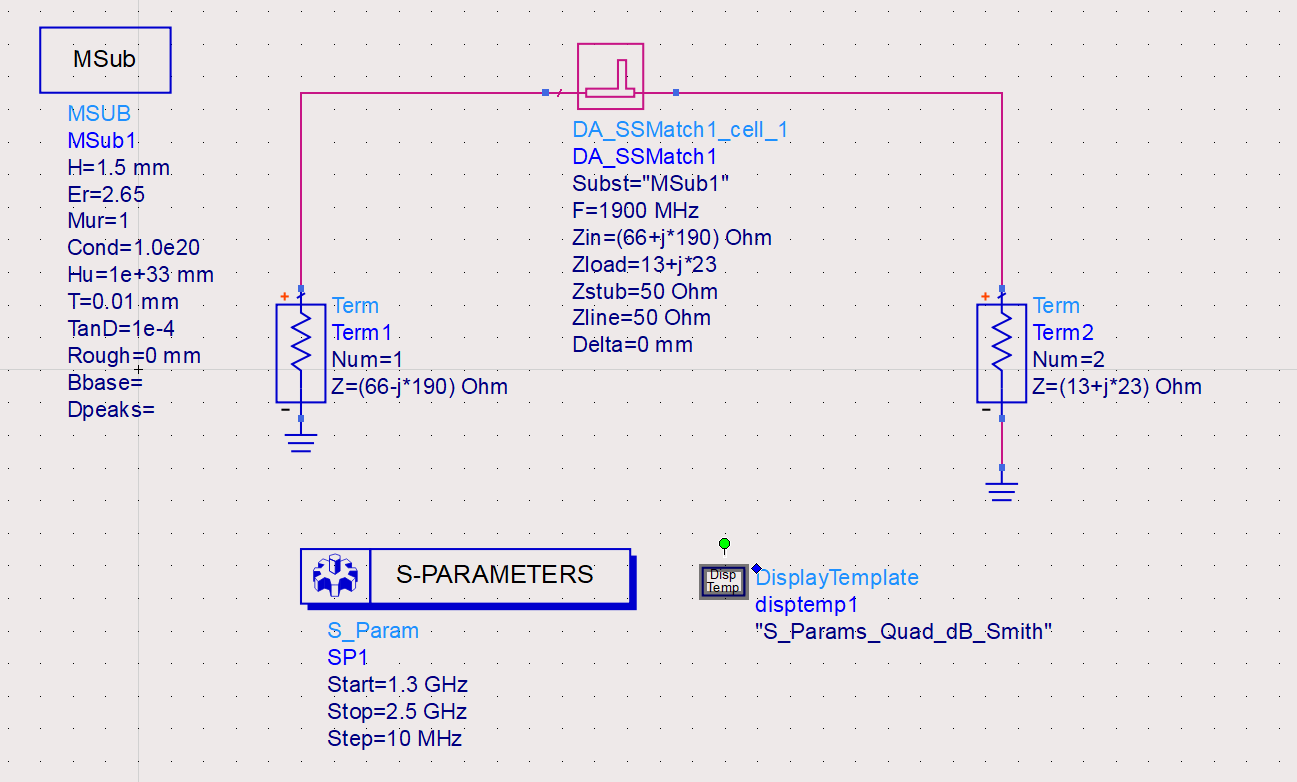 MSub
MSUB
MSub1
H=1.5 mm
Er=2.65
Mur=1
Cond=1.0e20
Hu=1e+33 mm
T=0.01 mm
TanD=1e-4
Rough=0 mm
Bbase=
Dpeaks=
DA_SSMatch1_cell_1
DA_SSMatch1
Subst="MSub1"
F=1900 MHz
Zin=(66+j*190) Ohm
Zload=13+j*23
Zstub=50 Ohm
Zline=50 Ohm
Delta=0 mm
+
Term
Term1
Num=1
Z=(66-j*190) Ohm
-
+
Term
Term2
Num=2
Z=(13+j*23) Ohm
-
S-PARAMETERS
S_Param
SP1
Start=1.3 GHz
Stop=2.5 GHz
Step=10 MHz
Disp
Temp
DisplayTemplate
disptemp1
"S_Params_Quad_dB_Smith"